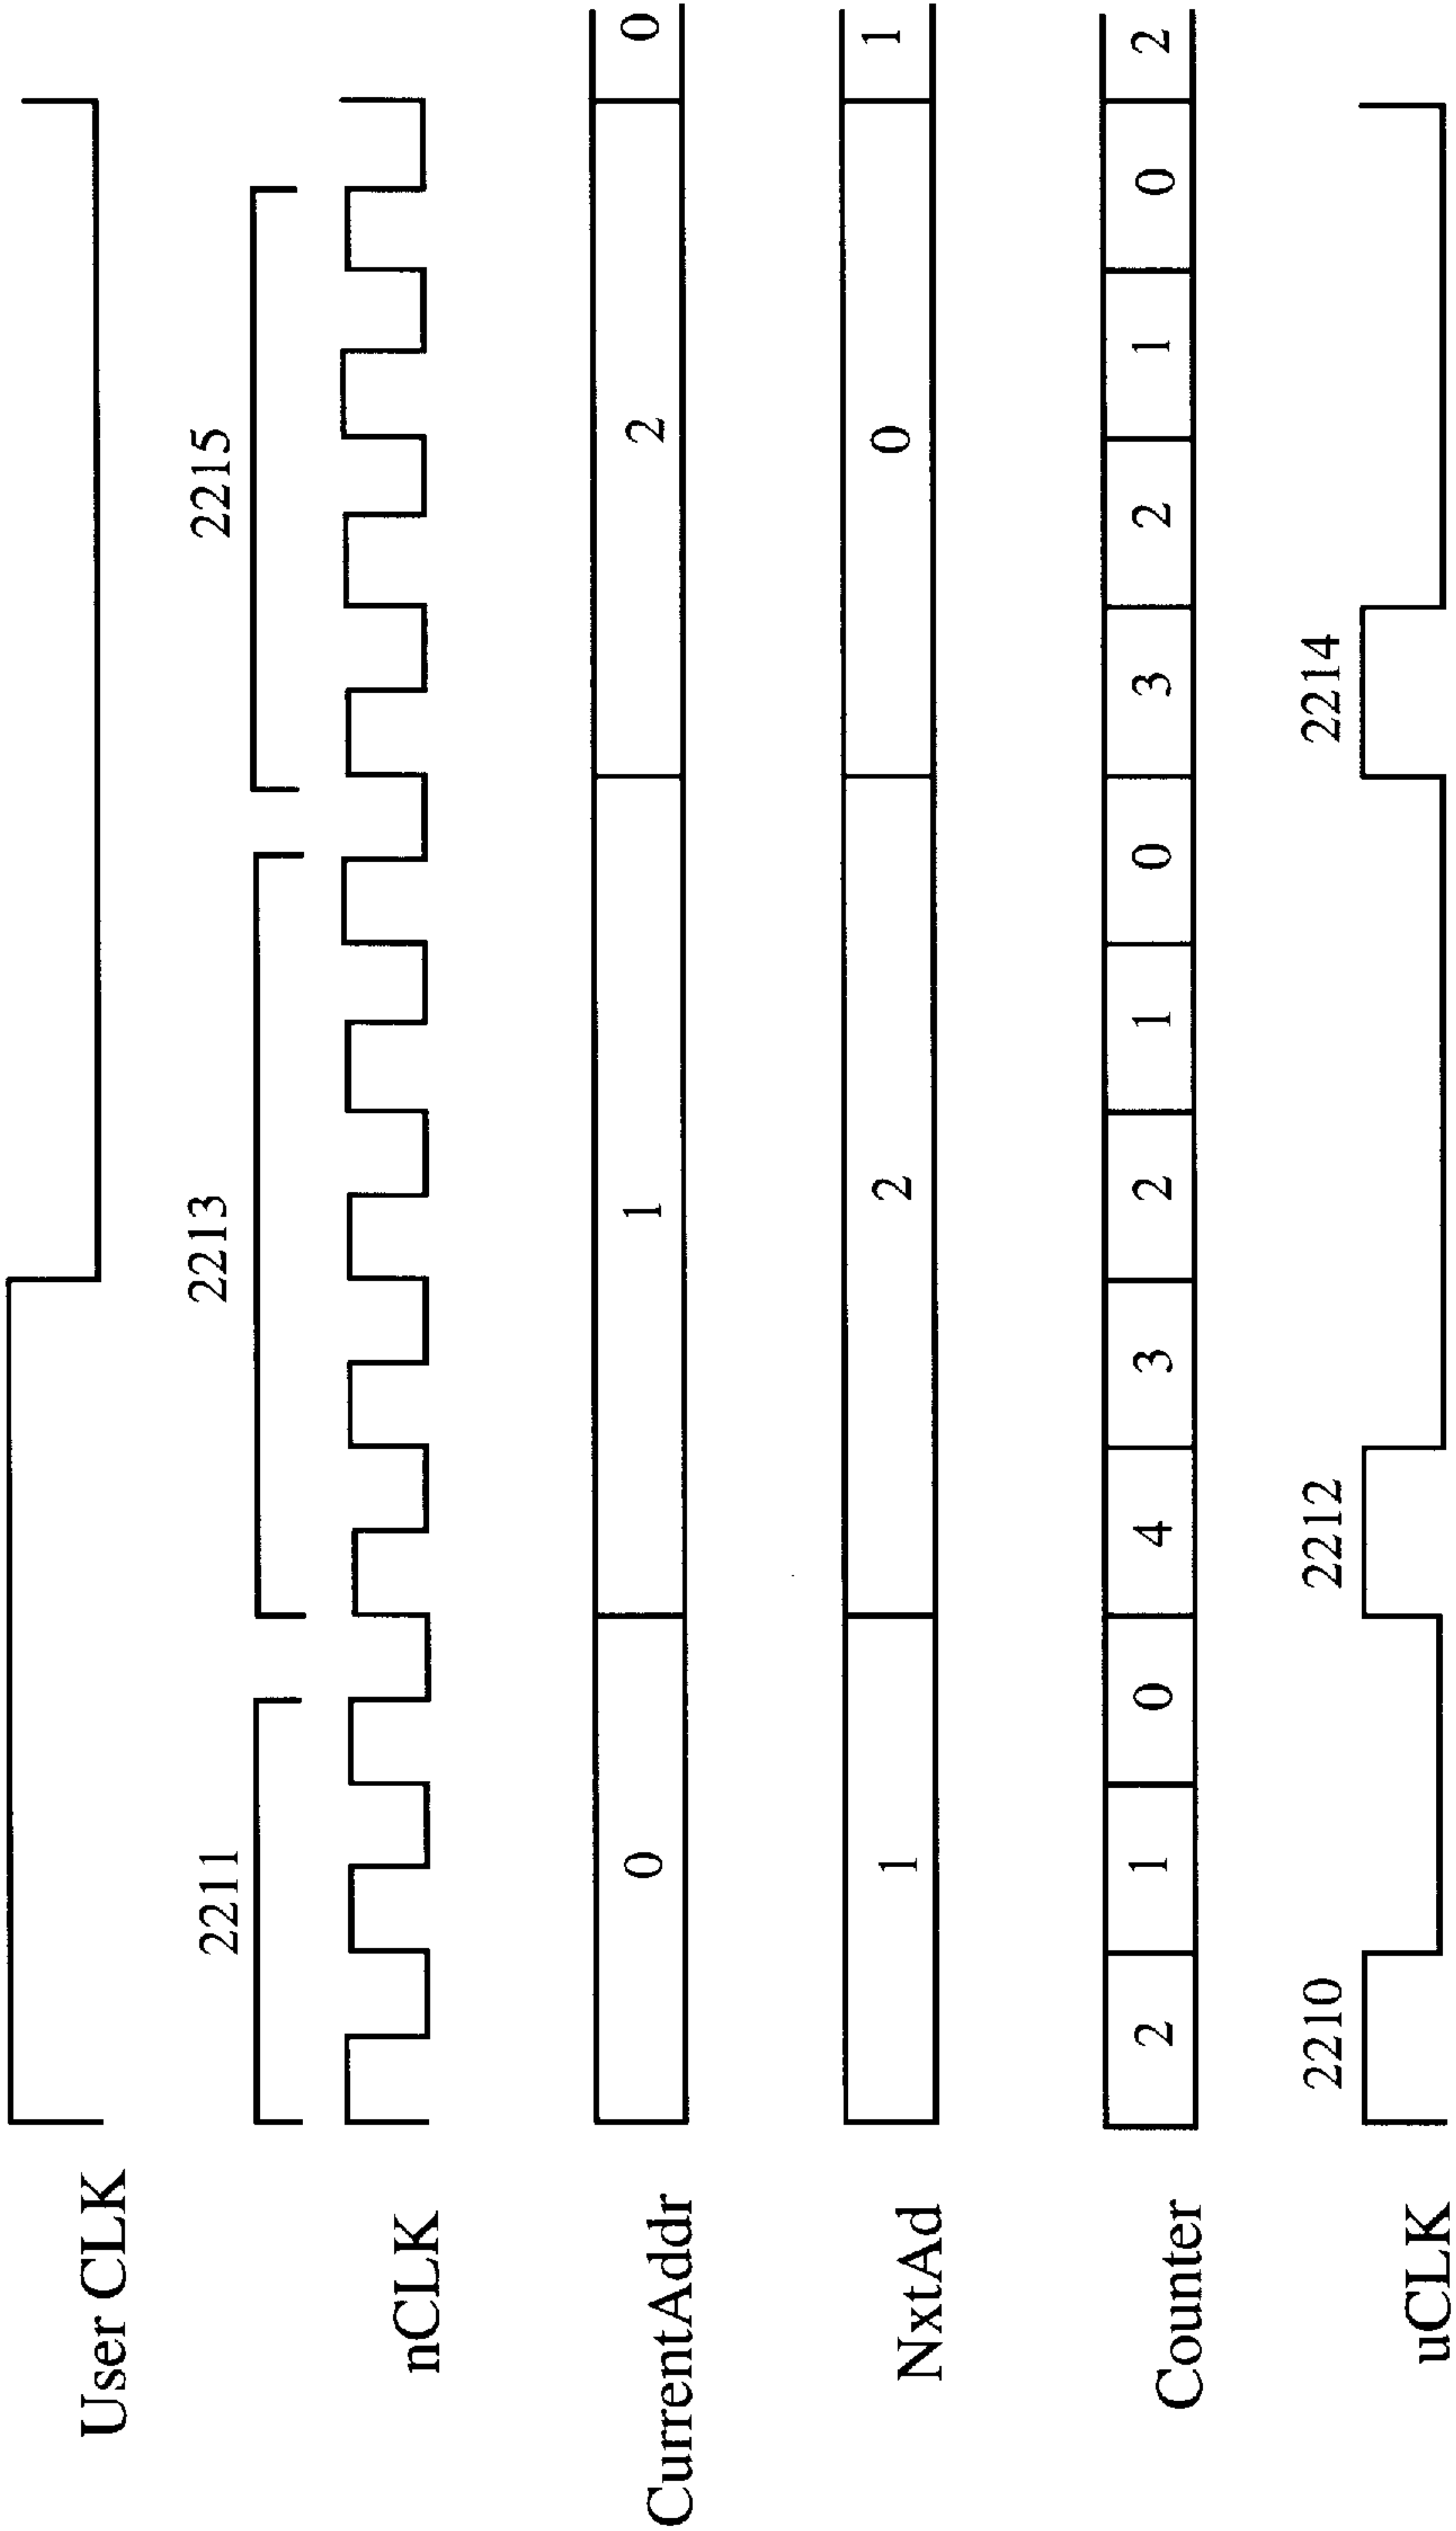 User CLK
2211 2213 2215
nCLK
CurrentAddr 0 1 2 0
NxtAd 1 2 0 1
Counter 2 1 0 4 3 2 1 0 3 2 1 0 2
2210 2212 2214
uCLK